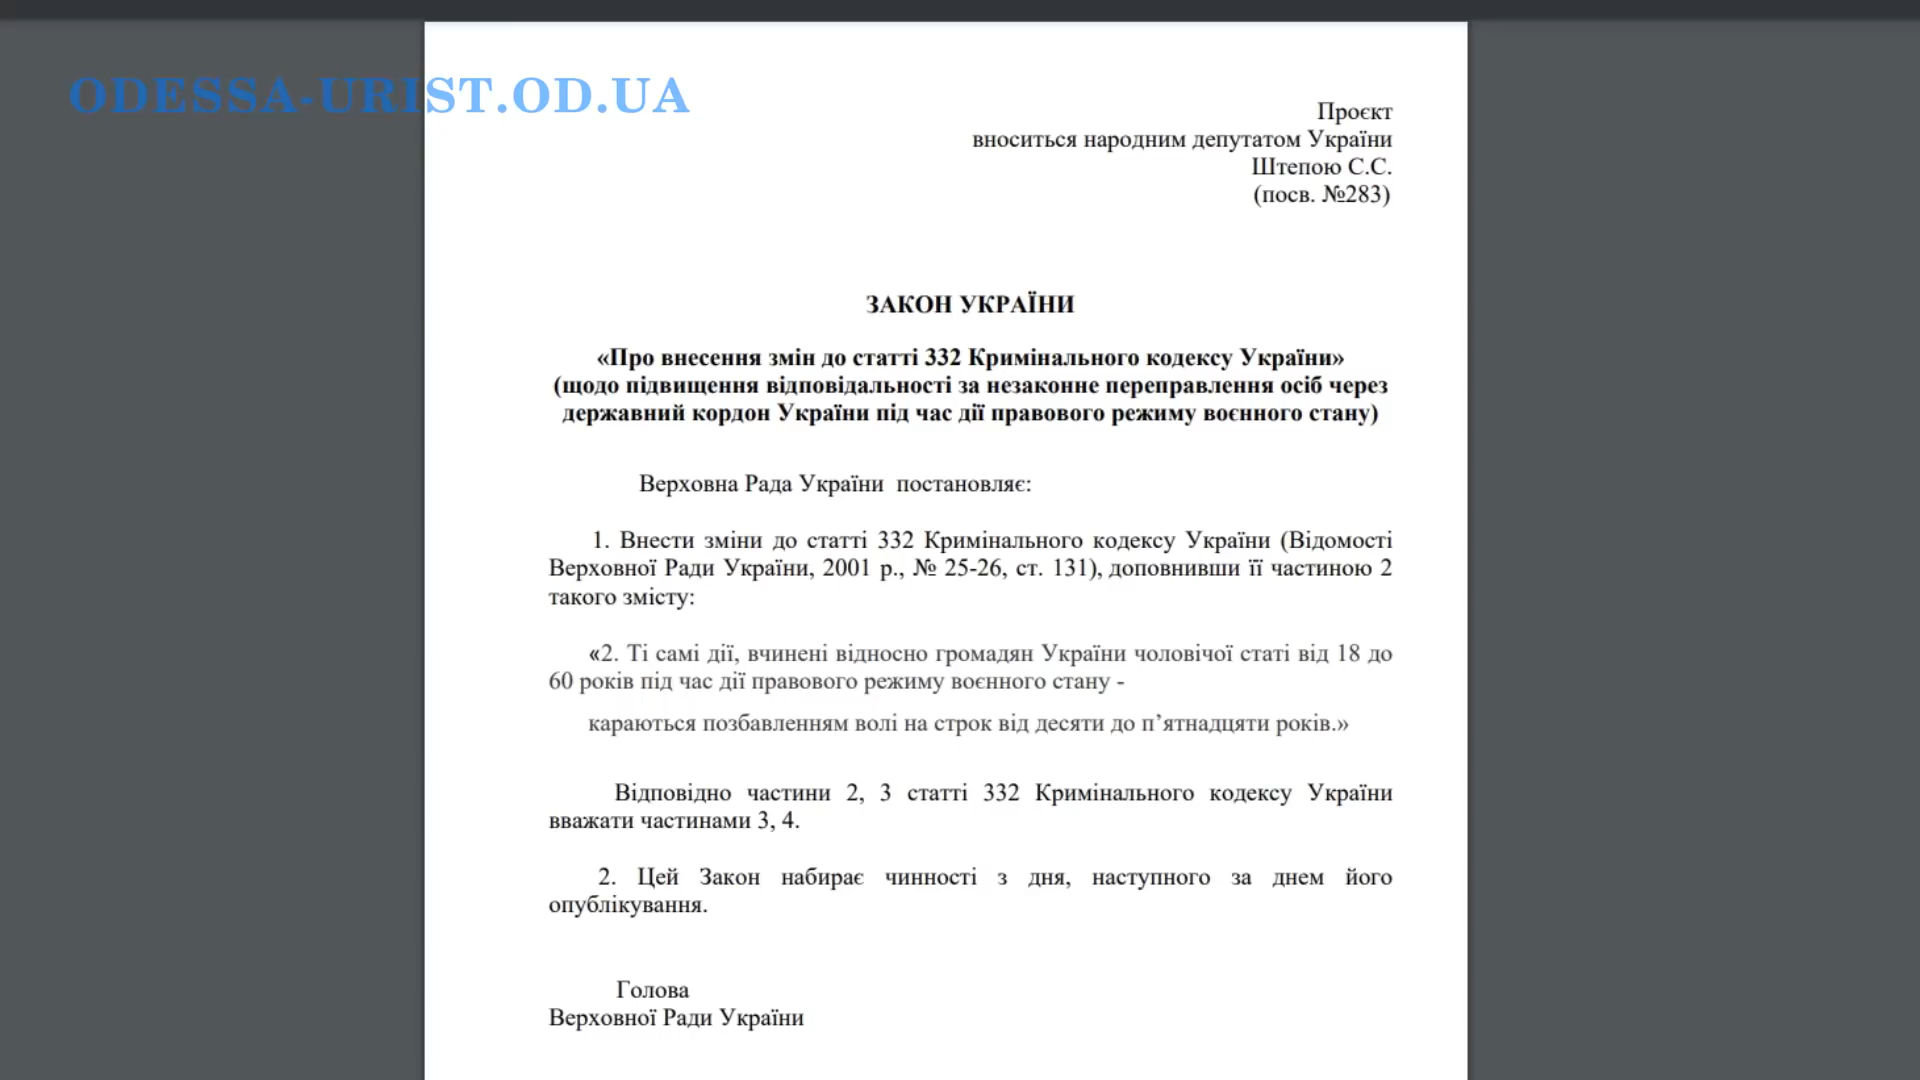 ODESSA-URIST.OD.UA
Проєкт
вноситься народним депутатом України
Штепою С.С.
(посв. №283)
ЗАКОН УКРАЇНИ
«Про внесення змін до статті 332 Кримінального кодексу України»
(щодо підвищення відповідальності за незаконне переправлення осіб через
державний кордон України під час дії правового режиму воєнного стану)
Верховна Рада України постановляє:
1. Внести зміни до статті 332 Кримінального кодексу України (Відомості
Верховної Ради України, 2001 р., № 25-26, ст. 131), доповнивши її частиною 2
такого змісту:
«2. Ті самі дії, вчинені відносно громадян України чоловічої статі від 18 до
60 років під час дії правового режиму воєнного стану -
караються позбавленням волі на строк від десяти до п’ятнадцяти років.»
Відповідно частини 2, 3 статті 332 Кримінального кодексу України
вважати частинами 3, 4.
2. Цей Закон набирає чинності з дня, наступного за днем його
опублікування.
Голова
Верховної Ради України